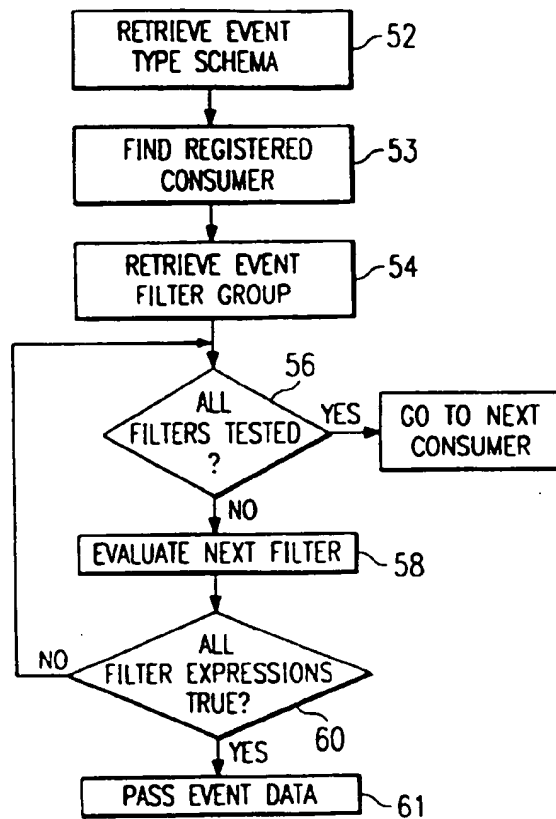 RETRIEVE EVENT
TYPE SCHEMA
52
FIND REGISTERED
CONSUMER
53
RETRIEVE EVENT
FILTER GROUP
54
56
ALL
FILTERS TESTED
?
YES
GO TO NEXT
CONSUMER
NO
EVALUATE NEXT FILTER
58
ALL
FILTER EXPRESSIONS
TRUE?
NO
60
YES
PASS EVENT DATA
61